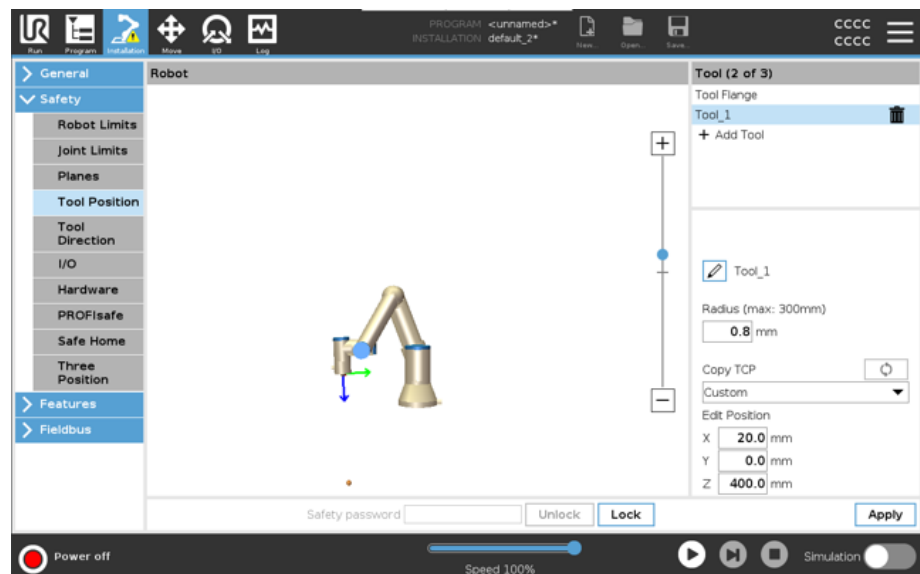 PROGRAM <unnamed>*
INSTALLATION default_2*
UR
Run
Program
Installation
Move
I/O
Log
New...
Open...
Save...
CCCC
CCCC
General
Safety
Robot Limits
Joint Limits
Planes
Tool Position
Tool
Direction
I/O
Hardware
PROFIsafe
Safe Home
Three
Position
Features
Fieldbus
Robot
+
−
Tool (2 of 3)
Tool Flange
Tool_1
+ Add Tool
Tool_1
Radius (max: 300mm)
0.8 mm
Copy TCP
Custom
Edit Position
X 20.0 mm
Y 0.0 mm
Z 400.0 mm
Safety password
Unlock
Lock
Apply
Power off
Speed 100%
Simulation